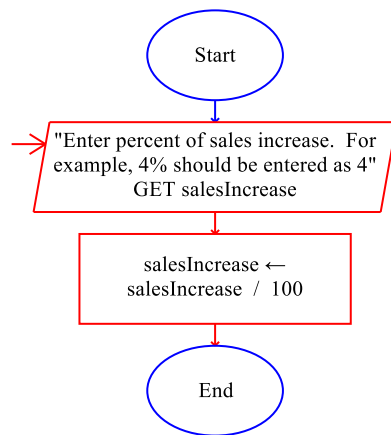 Start
"Enter percent of sales increase.  For
example, 4% should be entered as 4"
GET salesIncrease
salesIncrease ←
salesIncrease  /  100
End